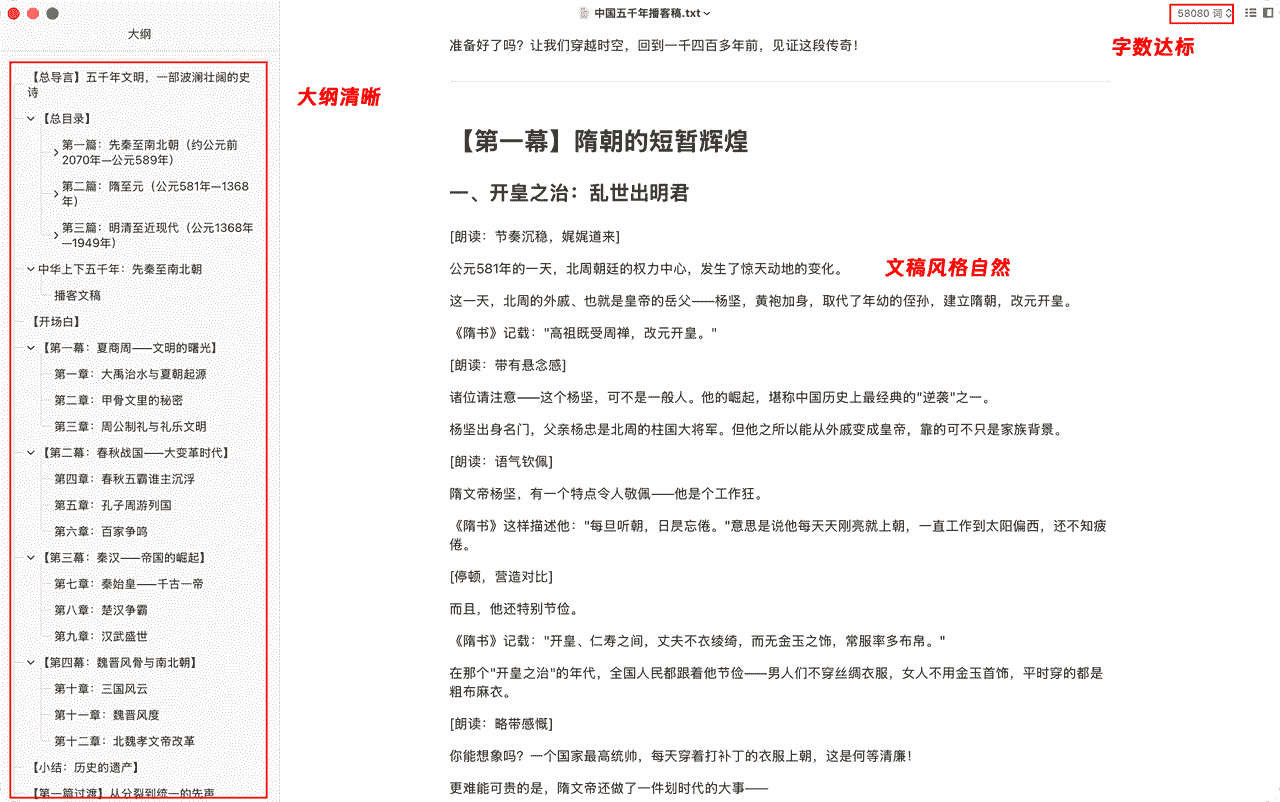 中国五千年播客稿.txt
58080 词
大纲
字数达标
大纲清晰
文稿风格自然
【总导言】五千年文明，一部波澜壮阔的史
诗
【总目录】
第一篇：先秦至南北朝（约公元前
2070年—公元589年）
第二篇：隋至元（公元581年—1368
年）
第三篇：明清至近现代（公元1368年
—1949年）
中华上下五千年：先秦至南北朝
播客文稿
【开场白】
【第一幕：夏商周——文明的曙光】
第一章：大禹治水与夏朝起源
第二章：甲骨文里的秘密
第三章：周公制礼与礼乐文明
【第二幕：春秋战国——大变革时代】
第四章：春秋五霸谁主沉浮
第五章：孔子周游列国
第六章：百家争鸣
【第三幕：秦汉——帝国的崛起】
第七章：秦始皇——千古一帝
第八章：楚汉争霸
第九章：汉武盛世
【第四幕：魏晋风骨与南北朝】
第十章：三国风云
第十一章：魏晋风度
第十二章：北魏孝文帝改革
【小结：历史的遗产】
【第一篇过渡】从分裂到统一的先声
准备好了吗？让我们穿越时空，回到一千四百多年前，见证这段传奇！
【第一幕】隋朝的短暂辉煌
一、开皇之治：乱世出明君
[朗读：节奏沉稳，娓娓道来]
公元581年的一天，北周朝廷的权力中心，发生了惊天动地的变化。
这一天，北周的外戚、也就是皇帝的岳父——杨坚，黄袍加身，取代了年幼的侄孙，建立隋朝，改元开皇。
《隋书》记载："高祖既受周禅，改元开皇。"
[朗读：带有悬念感]
诸位请注意——这个杨坚，可不是一般人。他的崛起，堪称中国历史上最经典的"逆袭"之一。
杨坚出身名门，父亲杨忠是北周的柱国大将军。但他之所以能从外戚变成皇帝，靠的可不只是家族背景。
[朗读：语气钦佩]
隋文帝杨坚，有一个特点令人敬佩——他是个工作狂。
《隋书》这样描述他："每旦听朝，日昃忘倦。"意思是说他每天天刚亮就上朝，一直工作到太阳偏西，还不知疲
倦。
[停顿，营造对比]
而且，他还特别节俭。
《隋书》记载："开皇、仁寿之间，丈夫不衣绫绮，而无金玉之饰，常服率多布帛。"
在那个"开皇之治"的年代，全国人民都跟着他节俭——男人们不穿丝绸衣服，女人不用金玉首饰，平时穿的都是
粗布麻衣。
[朗读：略带感慨]
你能想象吗？一个国家最高统帅，每天穿着打补丁的衣服上朝，这是何等清廉！
更难能可贵的是，隋文帝还做了一件划时代的大事——